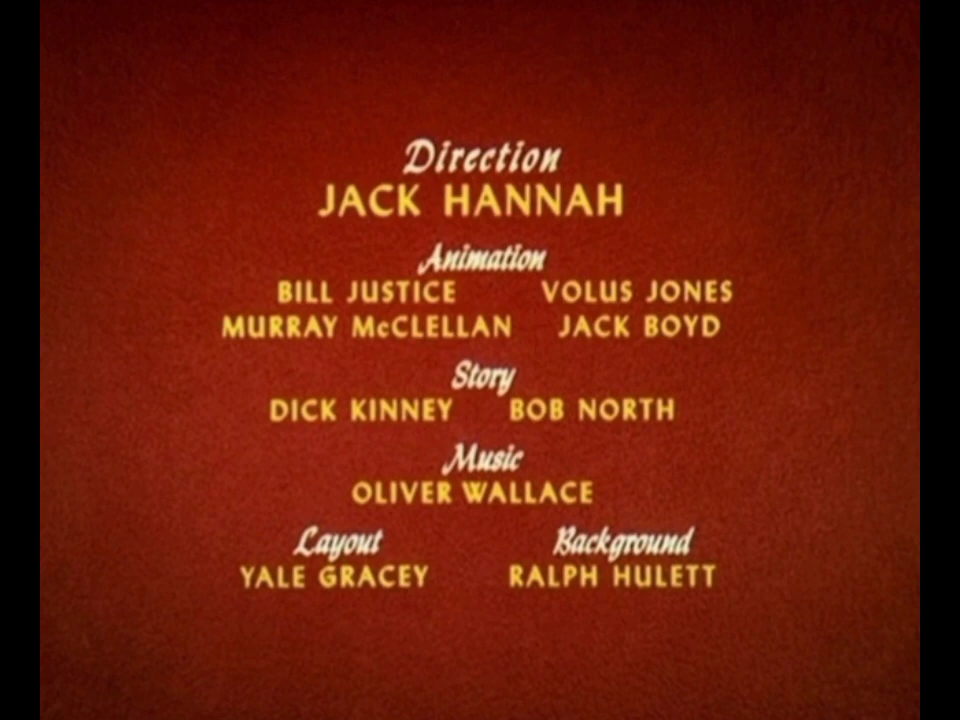 Direction
JACK HANNAH
Animation
BILL JUSTICE VOLUS JONES
MURRAY McCLELLAN JACK BOYD
Story
DICK KINNEY BOB NORTH
Music
OLIVER WALLACE
Layout Background
YALE GRACEY RALPH HULETT